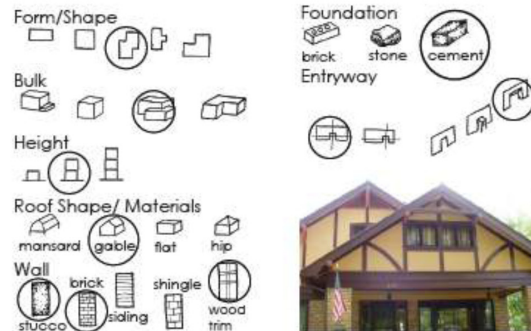 Form/Shape
Bulk
Height
Roof Shape/ Materials
mansard gable flat hip
Wall
stucco brick siding shingle wood trim
Foundation
brick stone cement
Entryway